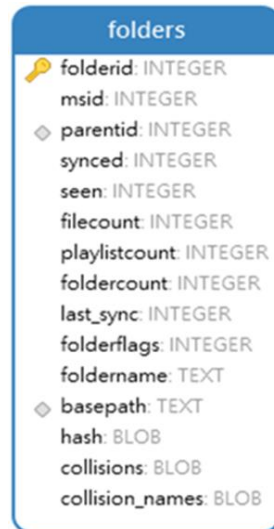 folders
folderid: INTEGER
msid: INTEGER
parentid: INTEGER
synced: INTEGER
seen: INTEGER
filecount: INTEGER
playlistcount: INTEGER
foldercount: INTEGER
last_sync: INTEGER
folderflags: INTEGER
foldername: TEXT
basepath: TEXT
hash: BLOB
collisions: BLOB
collision_names: BLOB